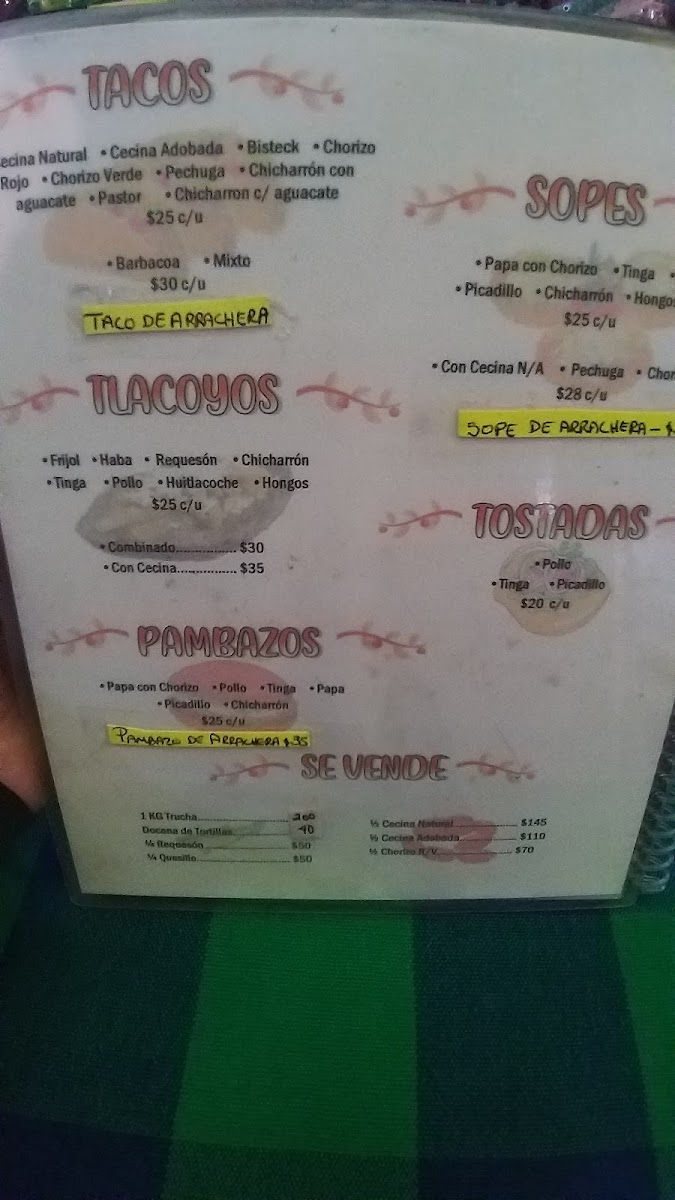 TACOS
ecina Natural • Cecina Adobada • Bisteck • Chorizo
Rojo • Chorizo Verde • Pechuga • Chicharrón con
aguacate • Pastor • Chicharron c/ aguacate
$25 c/u
• Barbacoa • Mixto
$30 c/u
TACO DE ARRACHERA
TLACOYOS
• Frijol • Haba • Requesón • Chicharrón
• Tinga • Pollo • Huitlacoche • Hongos
$25 c/u
• Combinado................ $30
• Con Cecina................ $35
PAMBAZOS
• Papa con Chorizo • Pollo • Tinga • Papa
• Picadillo • Chicharrón
$25 c/u
PAMBAZO DE ARRACHERA $35
SOPES
• Papa con Chorizo • Tinga •
• Picadillo • Chicharrón • Hongos
$25 c/u
• Con Cecina N/A • Pechuga • Chor
$28 c/u
SOPE DE ARRACHERA - $
TOSTADAS
• Pollo
• Tinga • Picadillo
$20 c/u
SE VENDE
1 KG Trucha 200
Docena de Tortillas 40
¼ Requesón $50
¼ Quesillo $50
½ Cecina Natural $145
½ Cecina Adobada $110
½ Chorizo R/V $70